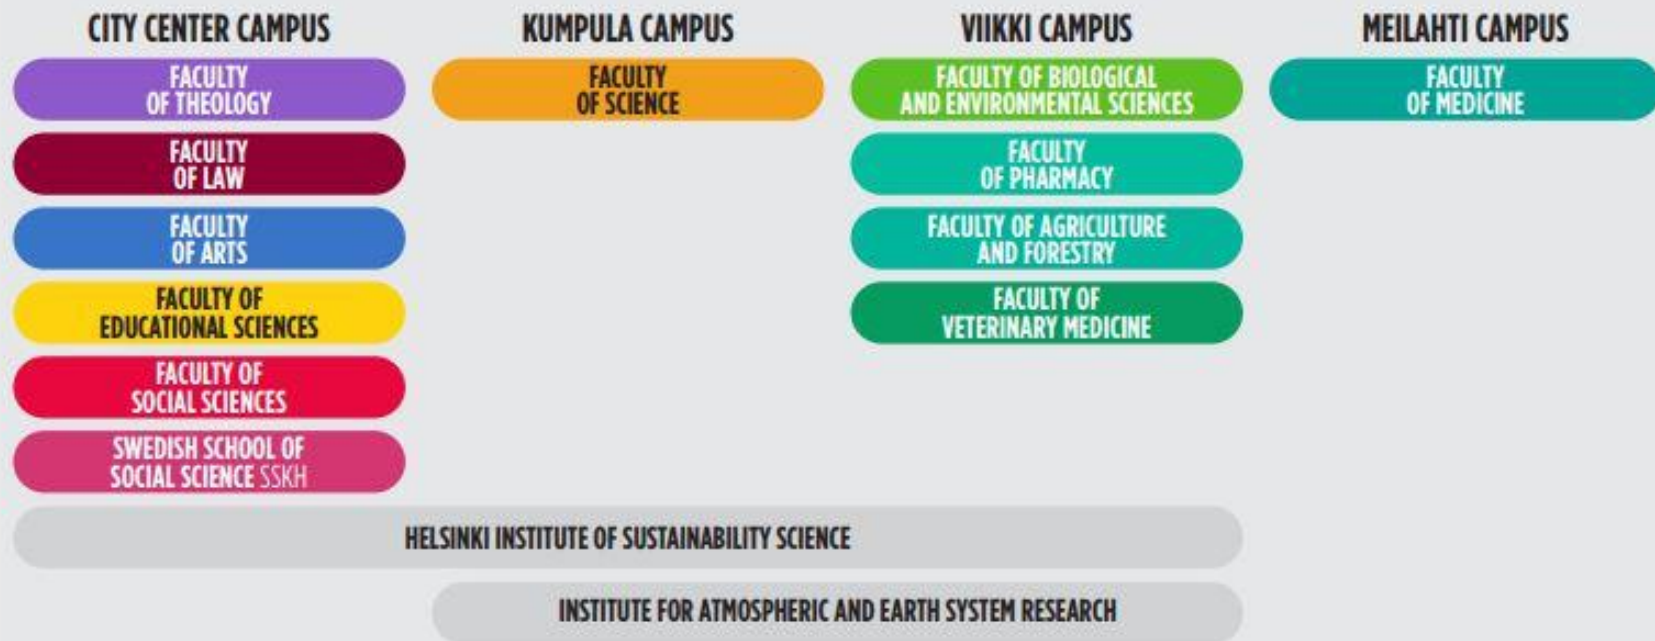 CITY CENTER CAMPUS
FACULTY
OF THEOLOGY
FACULTY
OF LAW
FACULTY
OF ARTS
FACULTY OF
EDUCATIONAL SCIENCES
FACULTY OF
SOCIAL SCIENCES
SWEDISH SCHOOL OF
SOCIAL SCIENCE SSKH
KUMPULA CAMPUS
FACULTY
OF SCIENCE
VIIKKI CAMPUS
FACULTY OF BIOLOGICAL
AND ENVIRONMENTAL SCIENCES
FACULTY
OF PHARMACY
FACULTY OF AGRICULTURE
AND FORESTRY
FACULTY OF
VETERINARY MEDICINE
MEILAHTI CAMPUS
FACULTY
OF MEDICINE
HELSINKI INSTITUTE OF SUSTAINABILITY SCIENCE
INSTITUTE FOR ATMOSPHERIC AND EARTH SYSTEM RESEARCH